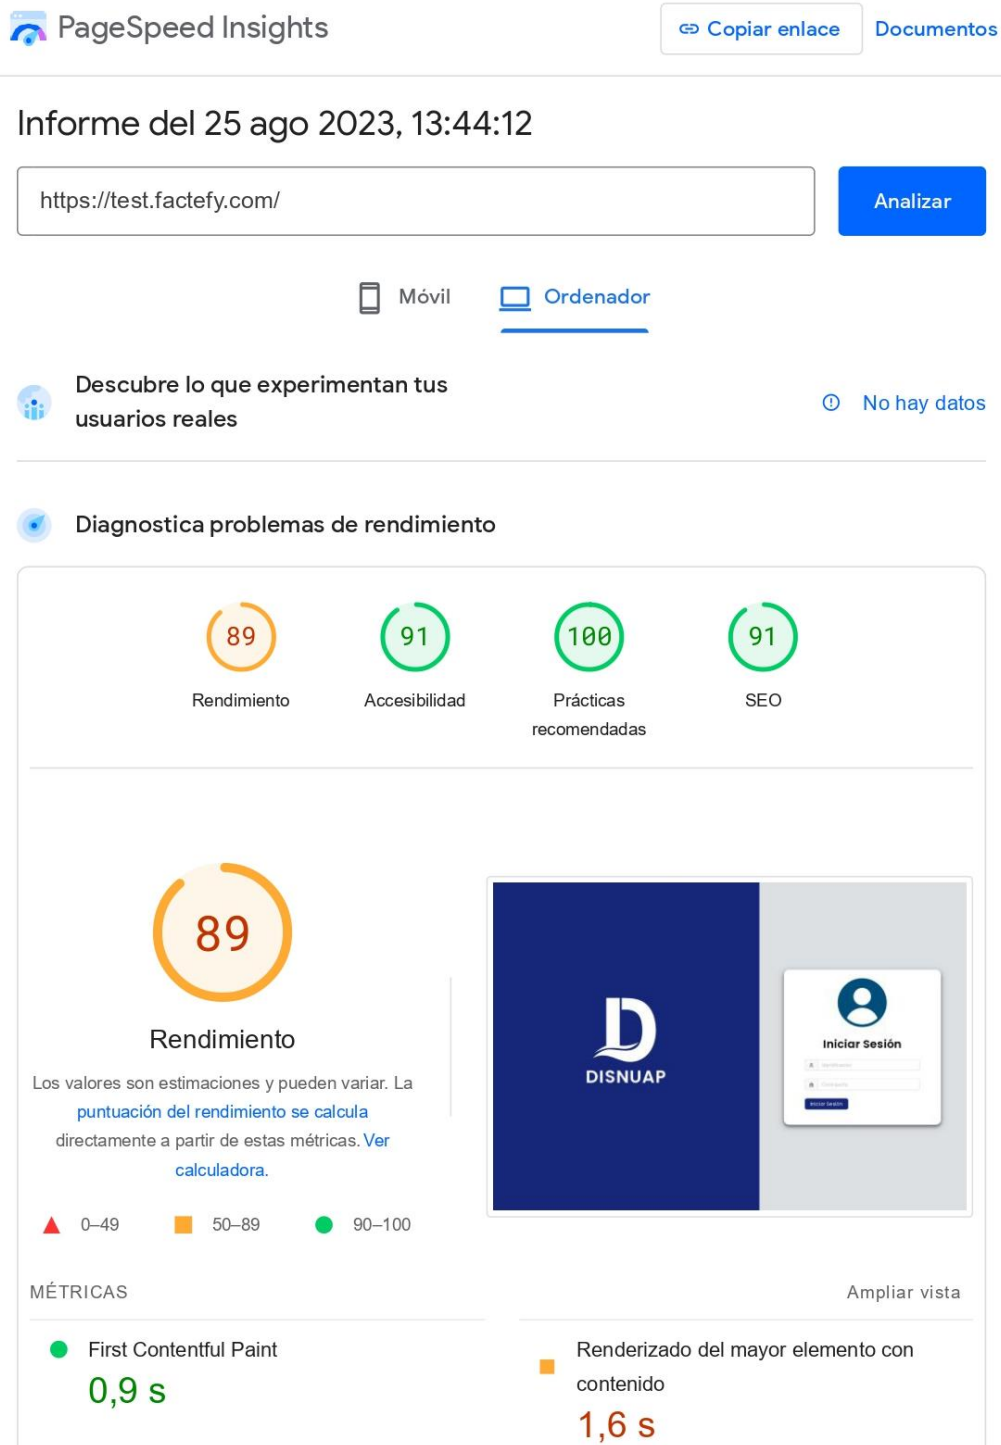 PageSpeed Insights
Copiar enlace
Documentos
Informe del 25 ago 2023, 13:44:12
https://test.factefy.com/
Analizar
Móvil
Ordenador
Descubre lo que experimentan tus
usuarios reales
No hay datos
Diagnostica problemas de rendimiento
89
91
100
91
Rendimiento
Accesibilidad
Prácticas
recomendadas
SEO
89
Rendimiento
Los valores son estimaciones y pueden variar. La
puntuación del rendimiento se calcula
directamente a partir de estas métricas. Ver
calculadora.
0–49
50–89
90–100
D
DISNUAP
Iniciar Sesión
Iniciar Sesión
MÉTRICAS
Ampliar vista
First Contentful Paint
0,9 s
Renderizado del mayor elemento con
contenido
1,6 s